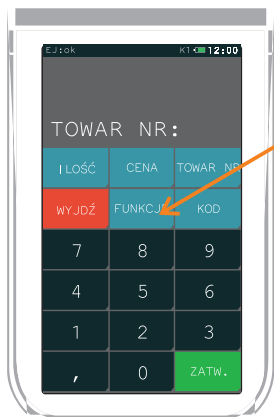 EJ:ok K1 12:00
TOWAR NR:
ILOŚĆ CENA TOWAR NR
WYJDŹ FUNKCJE KOD
7 8 9
4 5 6
1 2 3
, 0 ZATW.